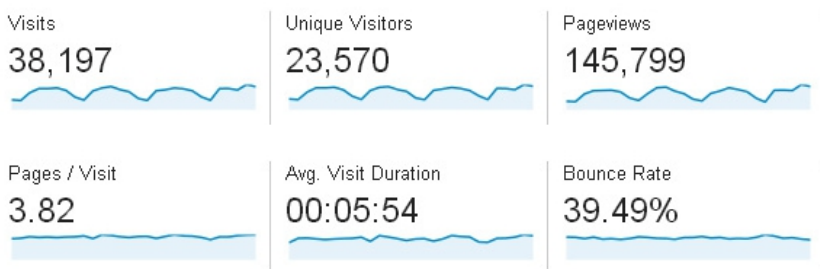 Visits
38,197
Unique Visitors
23,570
Pageviews
145,799
Pages / Visit
3.82
Avg. Visit Duration
00:05:54
Bounce Rate
39.49%